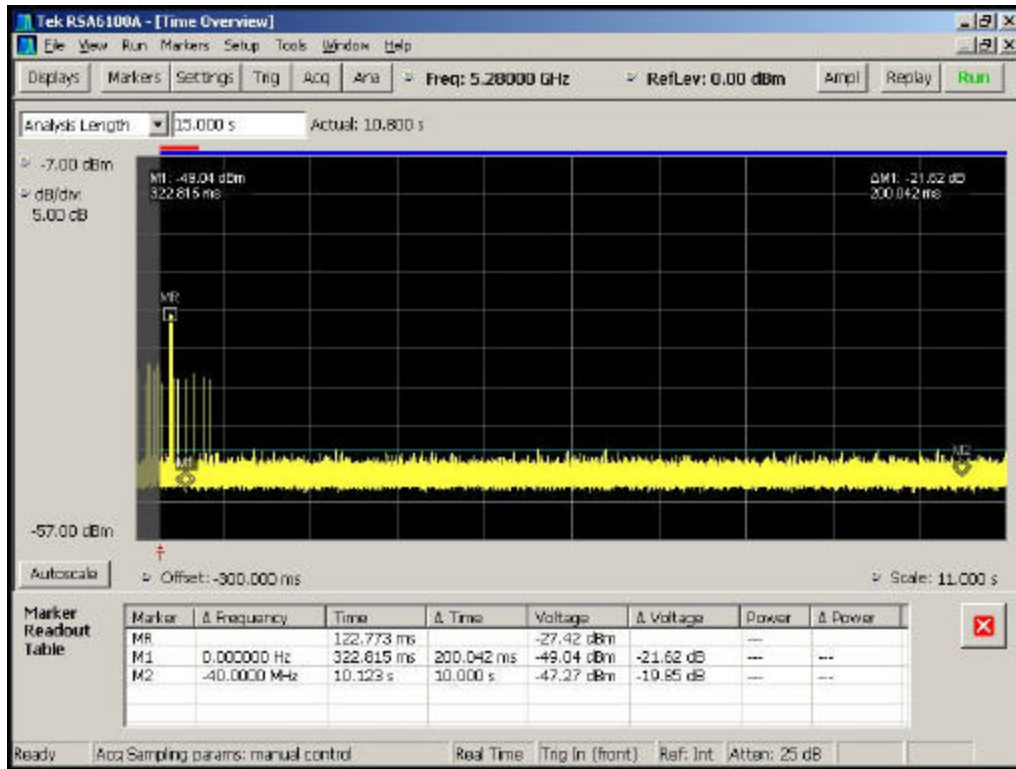 Tek RSA6100A - [Time Overview]
File View Run Markers Setup Tools Window Help
Displays Markers Settings Trig Acq Ana Freq: 5.28000 GHz RefLev: 0.00 dBm Ampl Replay Run
Analysis Length 15.000 s Actual: 10.800 s
-7.00 dBm
dB/div:
5.00 dB
-57.00 dBm
M1: -49.04 dBm
322.815 ms
ΔM1: -21.62 dB
200.042 ms
MR
M1
M2
Autoscale Offset: -300.000 ms Scale: 11.000 s
Marker Readout Table
Marker Δ Frequency Time Δ Time Voltage Δ Voltage Power Δ Power
MR 122.773 ms -27.42 dBm ---
M1 0.000000 Hz 322.815 ms 200.042 ms -49.04 dBm -21.62 dB --- ---
M2 -40.0000 MHz 10.123 s 10.000 s -47.27 dBm -19.85 dB --- ---
Ready Acq Sampling params: manual control Real Time Trig In (front) Ref: Int Atten: 25 dB